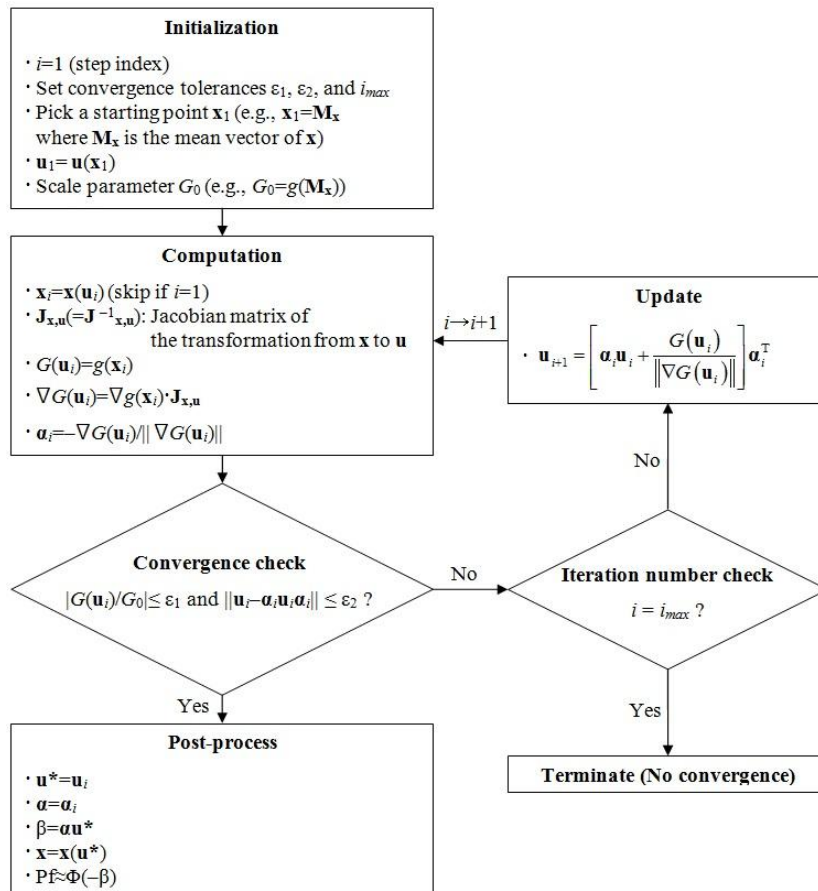 Initialization
· i=1 (step index)
· Set convergence tolerances ε₁, ε₂, and iₘₐₓ
· Pick a starting point x₁ (e.g., x₁=Mₓ
where Mₓ is the mean vector of x)
· u₁= u(x₁)
· Scale parameter G₀ (e.g., G₀=g(Mₓ))
Computation
· xᵢ=x(uᵢ) (skip if i=1)
· J_x,u(=J⁻¹_x,u): Jacobian matrix of
the transformation from x to u
· G(uᵢ)=g(xᵢ)
· ∇G(uᵢ)=∇g(xᵢ)·J_x,u
· αᵢ=–∇G(uᵢ)/|| ∇G(uᵢ)||
i→i+1
Update
· uᵢ₊₁ = [αᵢuᵢ + G(uᵢ)/‖∇G(uᵢ)‖]αᵢᵀ
No
Convergence check
|G(uᵢ)/G₀|≤ ε₁ and ||uᵢ–αᵢuᵢαᵢ|| ≤ ε₂ ?
No
Iteration number check
i = iₘₐₓ ?
Yes
Yes
Post-process
· u*=uᵢ
· α=αᵢ
· β=αu*
· x=x(u*)
· Pf≈Φ(–β)
Terminate (No convergence)